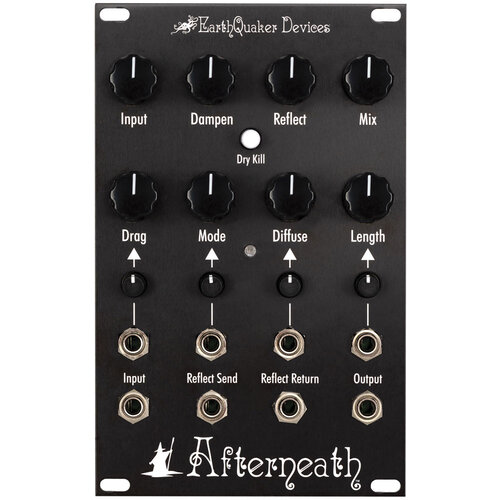 EarthQuaker Devices
Input Dampen Reflect Mix
Dry Kill
Drag Mode Diffuse Length
Input Reflect Send Reflect Return Output
Afterneath